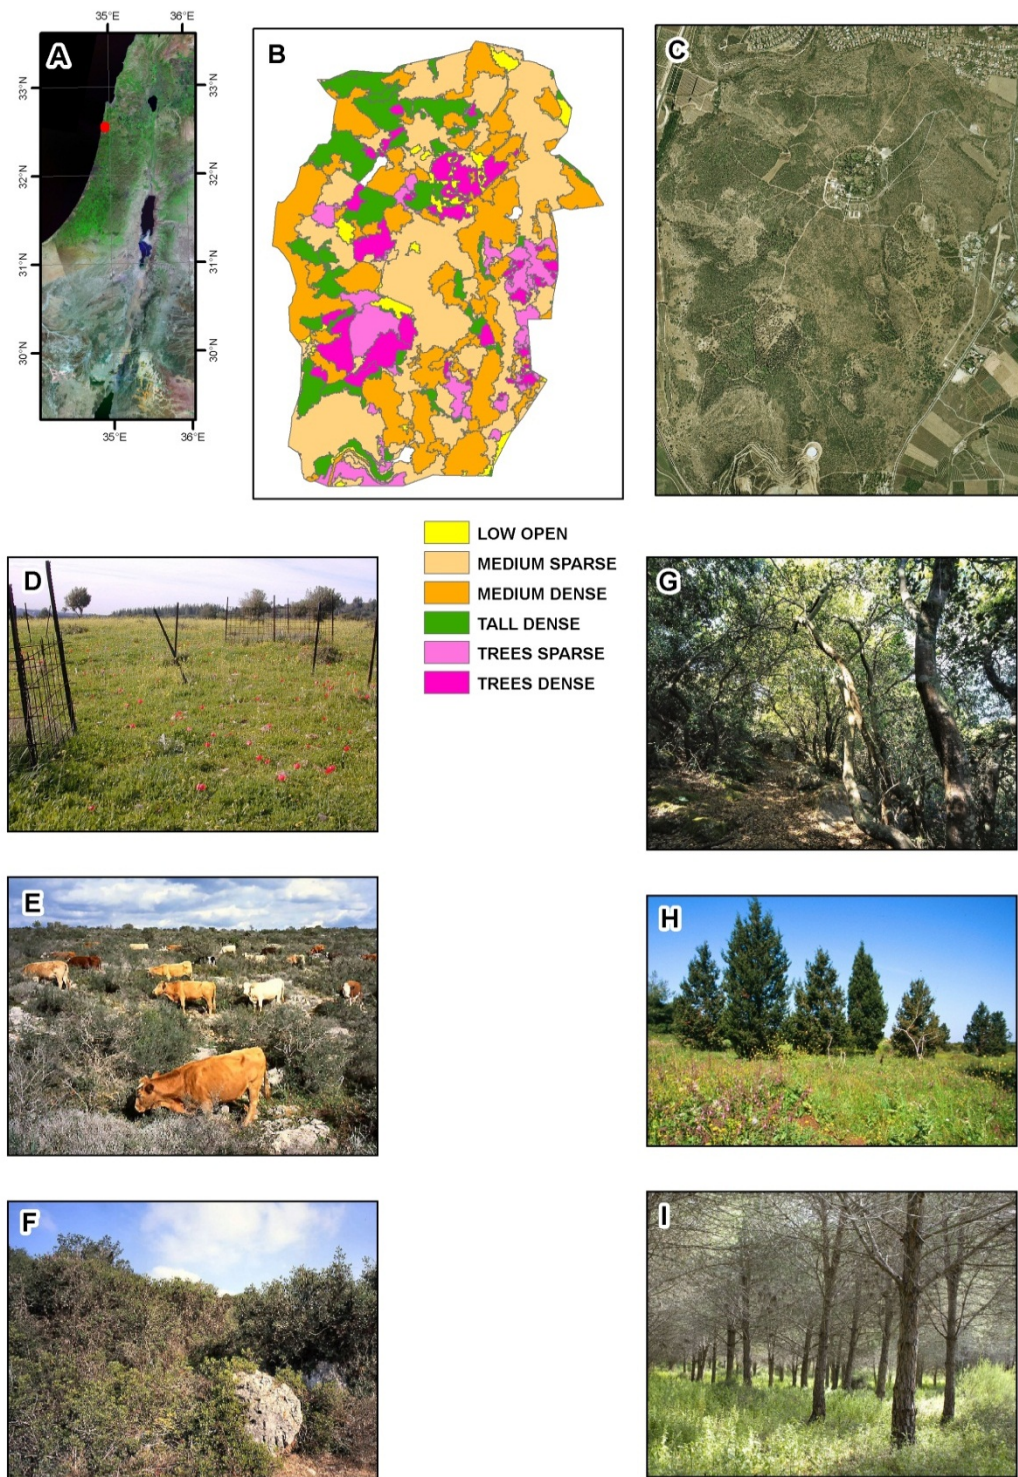 35°E
36°E
A
33°N
32°N
31°N
30°N
33°N
32°N
31°N
30°N
35°E
36°E
B
C
LOW OPEN
MEDIUM SPARSE
MEDIUM DENSE
TALL DENSE
TREES SPARSE
TREES DENSE
D
G
E
H
F
I